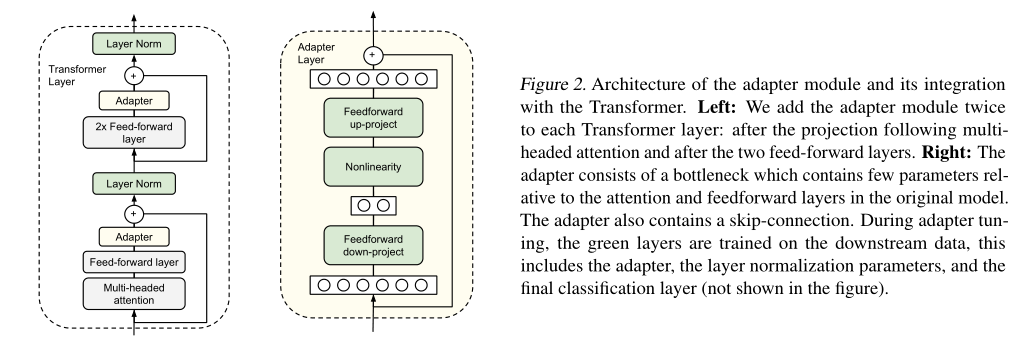 Layer Norm
Transformer
Layer
+
Adapter
2x Feed-forward
layer
Layer Norm
+
Adapter
Feed-forward layer
Multi-headed
attention
Adapter
Layer
+
Feedforward
up-project
Nonlinearity
Feedforward
down-project
Figure 2. Architecture of the adapter module and its integration
with the Transformer. Left: We add the adapter module twice
to each Transformer layer: after the projection following multi-
headed attention and after the two feed-forward layers. Right: The
adapter consists of a bottleneck which contains few parameters rel-
ative to the attention and feedforward layers in the original model.
The adapter also contains a skip-connection. During adapter tun-
ing, the green layers are trained on the downstream data, this
includes the adapter, the layer normalization parameters, and the
final classification layer (not shown in the figure).